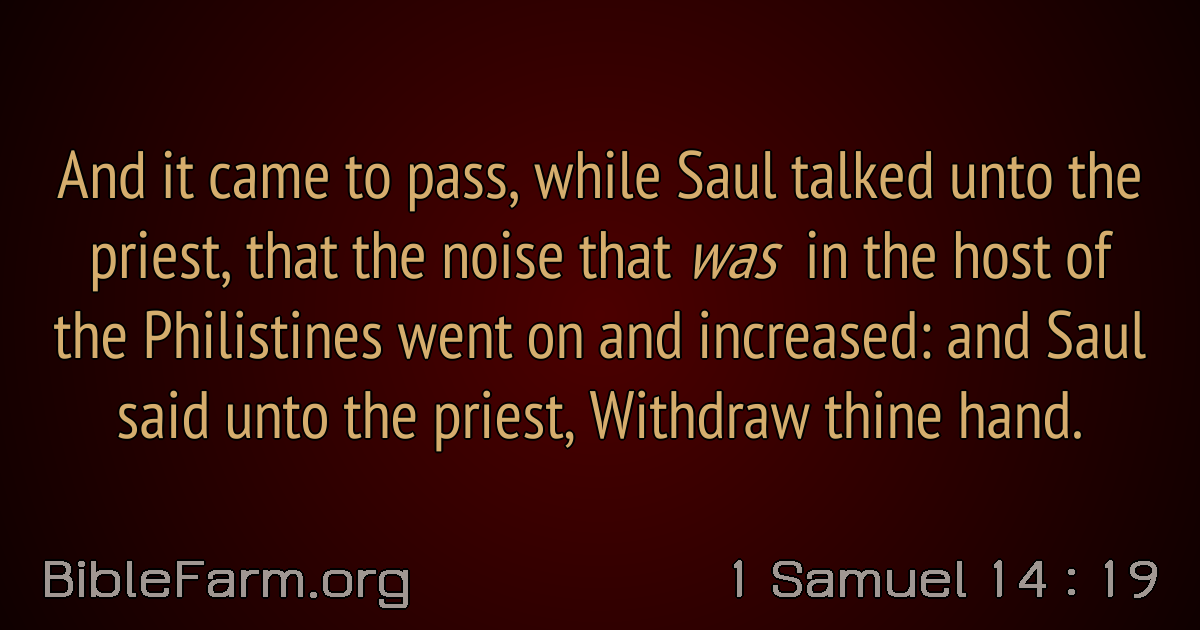 And it came to pass, while Saul talked unto the
priest, that the noise that was in the host of
the Philistines went on and increased: and Saul
said unto the priest, Withdraw thine hand.
BibleFarm.org
1 Samuel 14 : 19